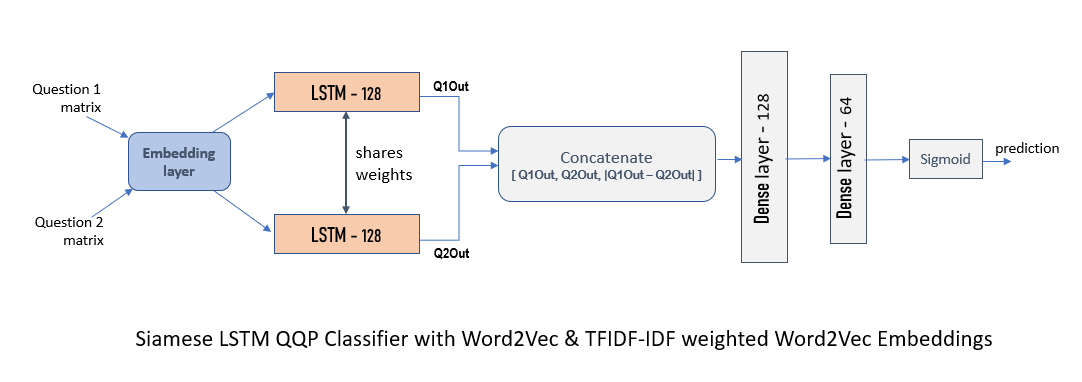 Question 1
matrix
Embedding
layer
Question 2
matrix
LSTM - 128
Q1Out
shares
weights
LSTM - 128
Q2Out
Concatenate
[ Q1Out, Q2Out, |Q1Out – Q2Out| ]
Dense layer - 128
Dense layer - 64
Sigmoid
prediction
Siamese LSTM QQP Classifier with Word2Vec & TFIDF-IDF weighted Word2Vec Embeddings